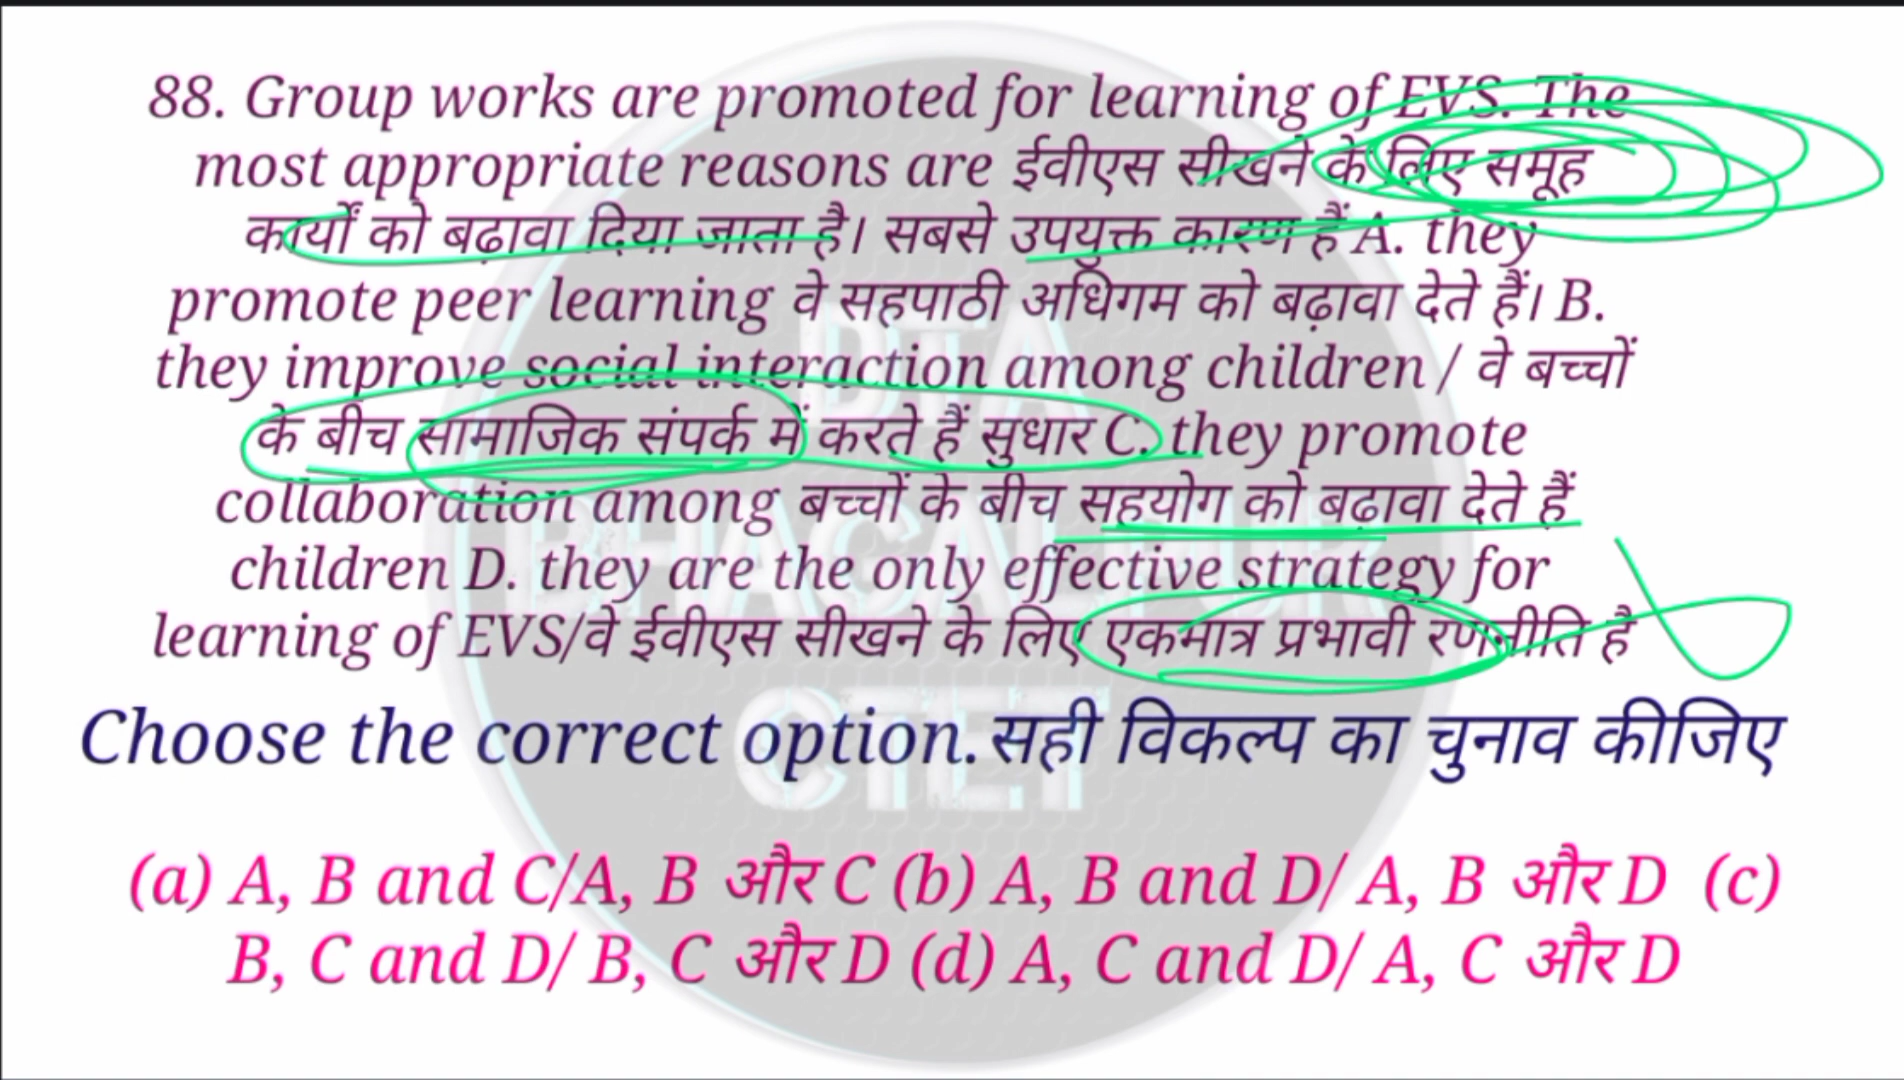 88. Group works are promoted for learning of EVS. The
most appropriate reasons are ईवीएस सीखने के लिए समूह
कार्यों को बढ़ावा दिया जाता है। सबसे उपयुक्त कारण हैं A. they
promote peer learning वे सहपाठी अधिगम को बढ़ावा देते हैं। B.
they improve social interaction among children / वे बच्चों
के बीच सामाजिक संपर्क में करते हैं सुधार C. they promote
collaboration among बच्चों के बीच सहयोग को बढ़ावा देते हैं
children D. they are the only effective strategy for
learning of EVS/वे ईवीएस सीखने के लिए एकमात्र प्रभावी रणनीति है
Choose the correct option. सही विकल्प का चुनाव कीजिए
(a) A, B and C/A, B और C (b) A, B and D/ A, B और D (c)
B, C and D/ B, C और D (d) A, C and D/ A, C और D
DTA
BHAGALPUR
CTET